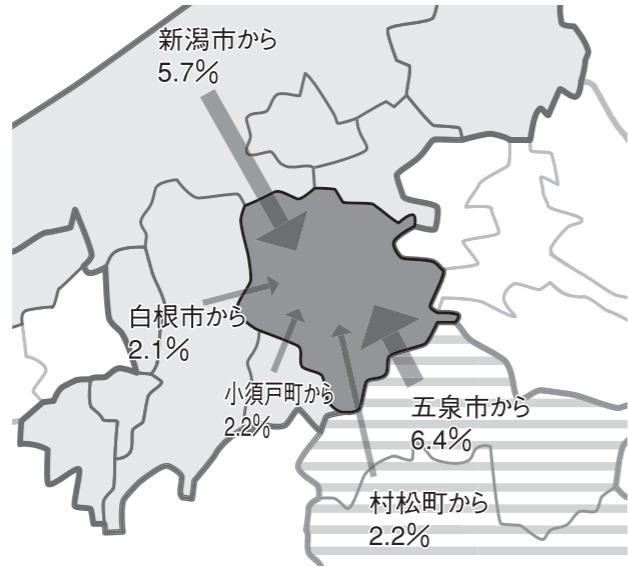 新潟市から
5.7%
白根市から
2.1%
小須戸町から
2.2%
五泉市から
6.4%
村松町から
2.2%